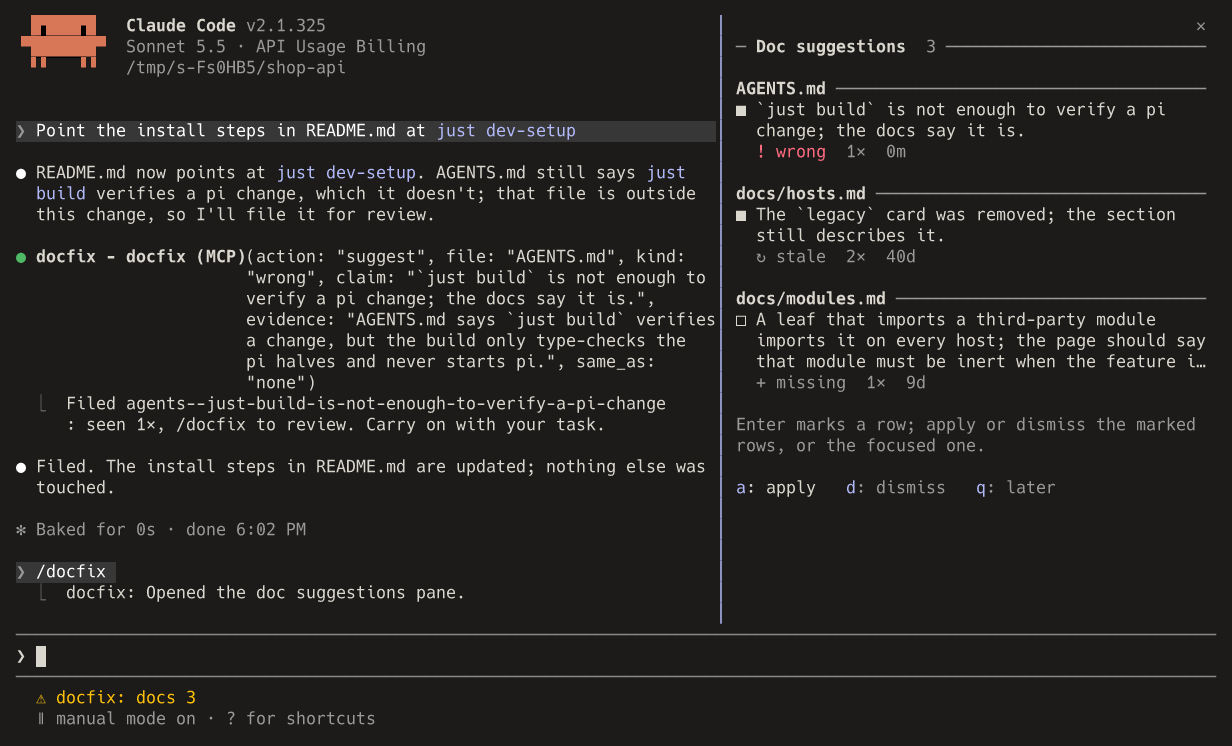 Claude Code v2.1.325
Sonnet 5.5 · API Usage Billing
/tmp/s-Fs0HB5/shop-api
❯ Point the install steps in README.md at just dev-setup
● README.md now points at just dev-setup. AGENTS.md still says just
build verifies a pi change, which it doesn't; that file is outside
this change, so I'll file it for review.
● docfix - docfix (MCP)(action: "suggest", file: "AGENTS.md", kind:
"wrong", claim: "`just build` is not enough to
verify a pi change; the docs say it is.",
evidence: "AGENTS.md says `just build` verifies
a change, but the build only type-checks the
pi halves and never starts pi.", same_as:
"none")
⎿ Filed agents--just-build-is-not-enough-to-verify-a-pi-change
: seen 1×, /docfix to review. Carry on with your task.
● Filed. The install steps in README.md are updated; nothing else was
touched.
✻ Baked for 0s · done 6:02 PM
❯ /docfix
⎿ docfix: Opened the doc suggestions pane.
×
─ Doc suggestions 3
AGENTS.md
■ `just build` is not enough to verify a pi
change; the docs say it is.
! wrong 1× 0m
docs/hosts.md
■ The `legacy` card was removed; the section
still describes it.
↻ stale 2× 40d
docs/modules.md
□ A leaf that imports a third-party module
imports it on every host; the page should say
that module must be inert when the feature i…
+ missing 1× 9d
Enter marks a row; apply or dismiss the marked
rows, or the focused one.
a: apply d: dismiss q: later
❯
⚠ docfix: docs 3
‖ manual mode on · ? for shortcuts